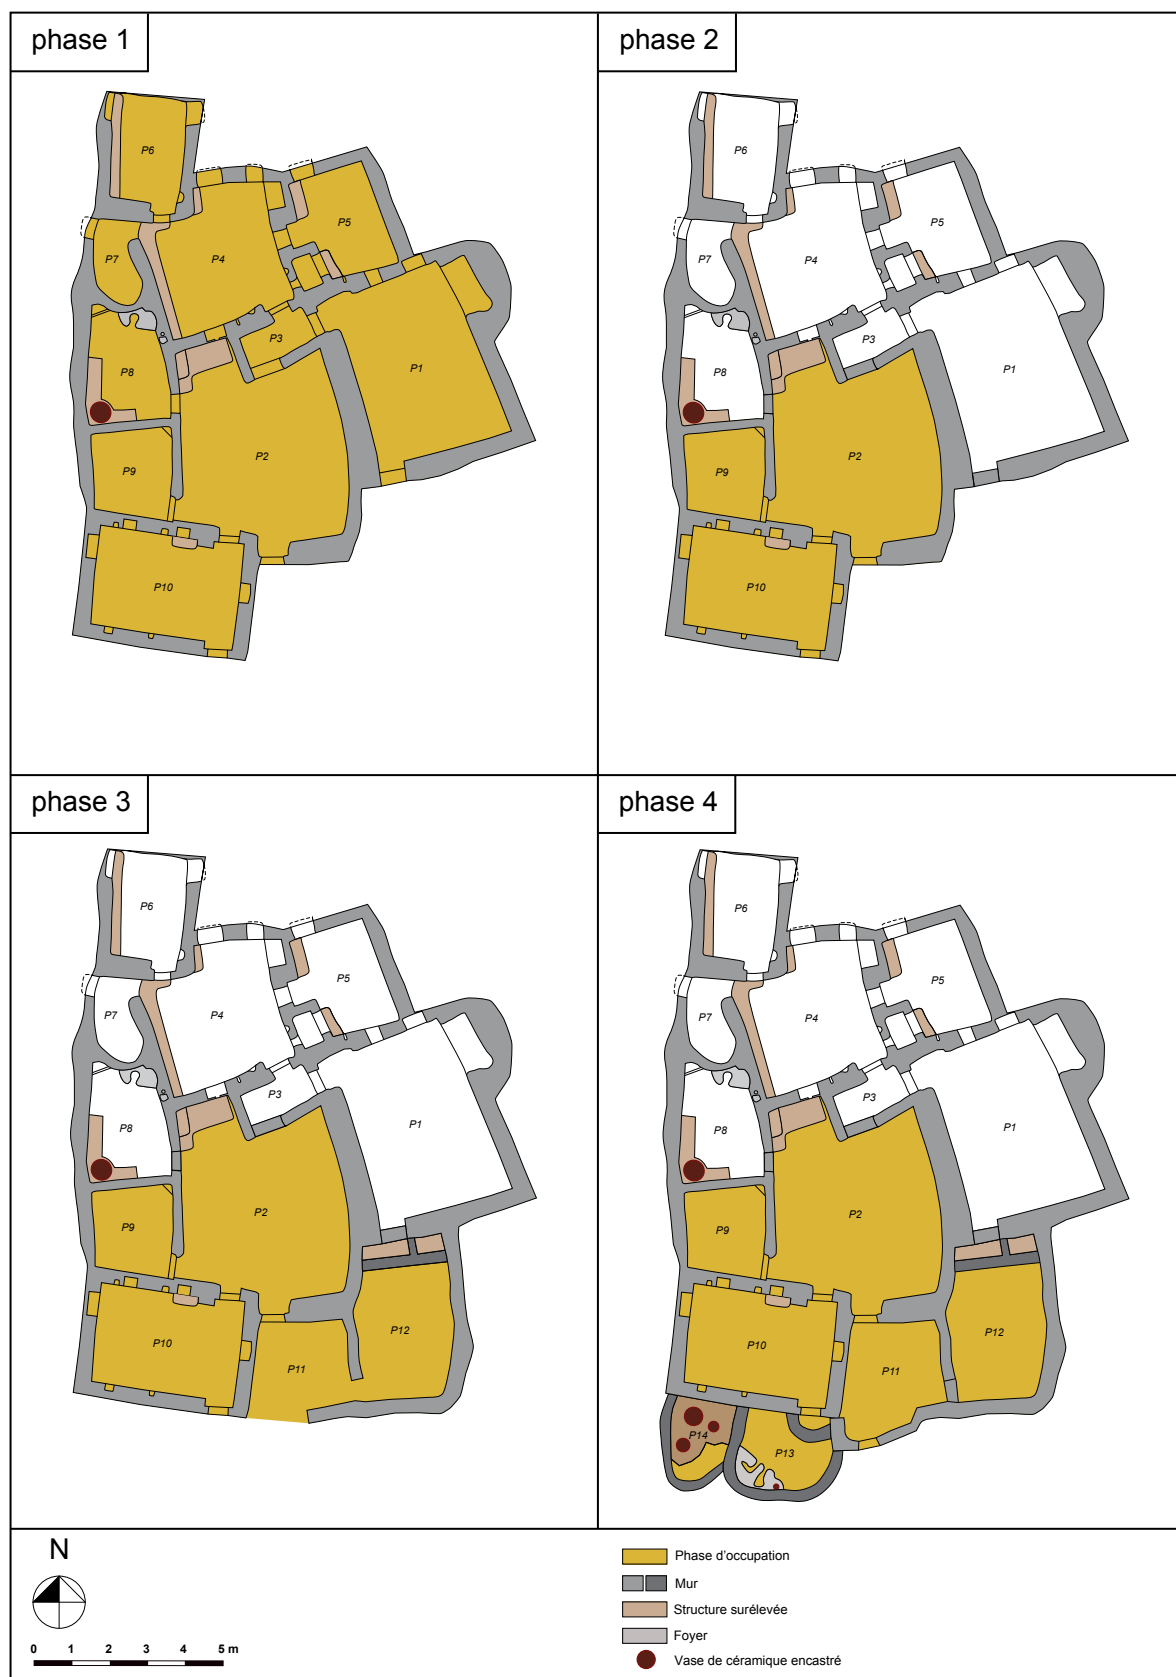 phase 1
P6
P5
P7
P4
P3
P1
P8
P2
P9
P10
phase 2
P6
P5
P7
P4
P3
P1
P8
P2
P9
P10
phase 3
P6
P5
P7
P4
P3
P1
P8
P2
P9
P12
P10
P11
phase 4
P6
P5
P7
P4
P3
P1
P8
P2
P9
P12
P10
P11
P14
P13
N
0 1 2 3 4 5 m
Phase d'occupation
Mur
Structure surélevée
Foyer
Vase de céramique encastré